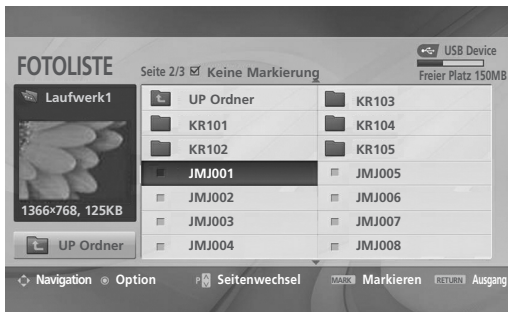 USB Device
FOTOLISTE
Seite 2/3 Keine Markierung
Freier Platz 150MB
Laufwerk1
1366×768, 125KB
UP Ordner
UP Ordner
KR101
KR102
JMJ001
JMJ002
JMJ003
JMJ004
KR103
KR104
KR105
JMJ005
JMJ006
JMJ007
JMJ008
Navigation Option P Seitenwechsel MARK Markieren RETURN Ausgang